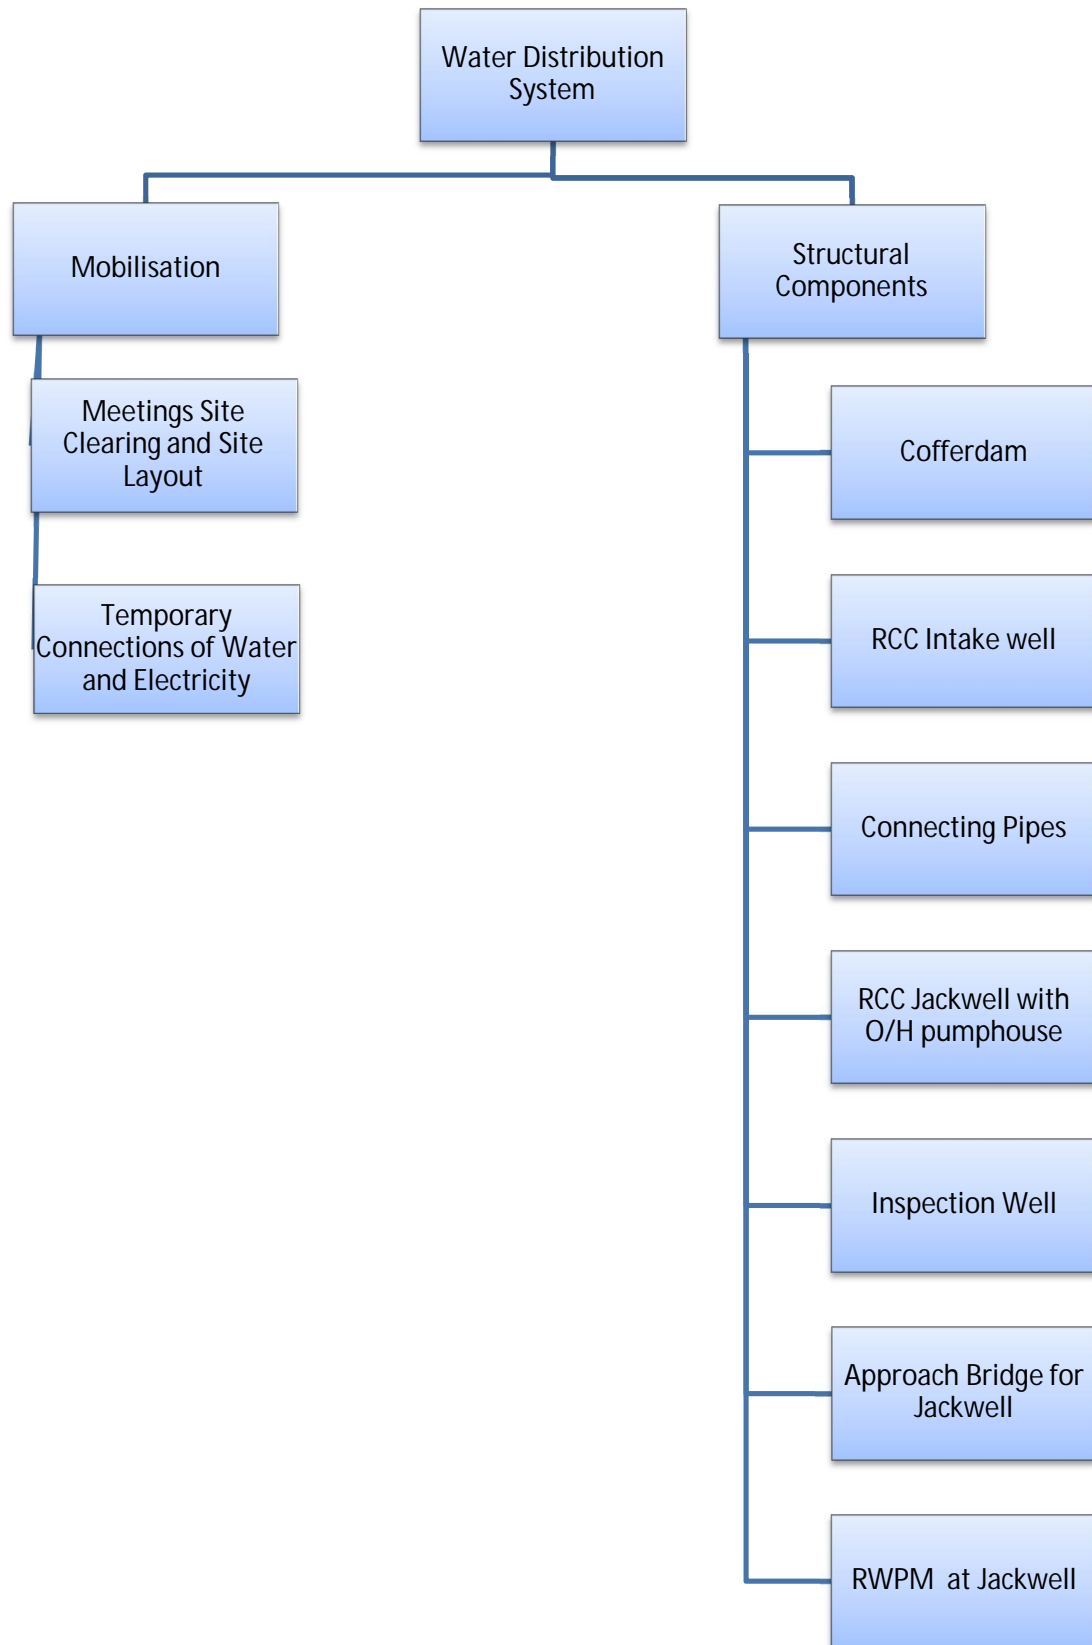 Water Distribution
System
Mobilisation
Structural
Components
Meetings Site
Clearing and Site
Layout
Temporary
Connections of Water
and Electricity
Cofferdam
RCC Intake well
Connecting Pipes
RCC Jackwell with
O/H pumphouse
Inspection Well
Approach Bridge for
Jackwell
RWPM at Jackwell